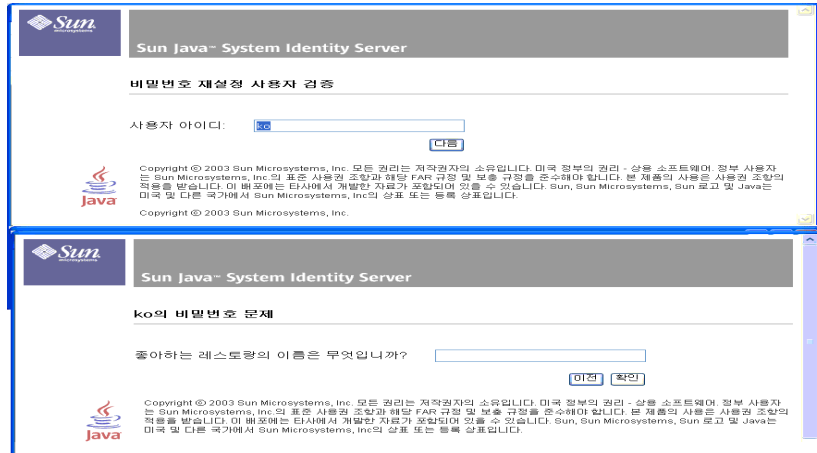 Sun
microsystems
Sun Java™ System Identity Server
비밀번호 재설정 사용자 검증
사용자 아이디: ko
다음
Java
Copyright © 2003 Sun Microsystems, Inc. 모든 권리는 저작권자의 소유입니다. 미국 정부의 권리 - 상용 소프트웨어. 정부 사용자
는 Sun Microsystems, Inc.의 표준 사용권 조항과 해당 FAR 규정 및 보충 규정을 준수해야 합니다. 본 제품의 사용은 사용권 조항의
적용을 받습니다. 이 배포에는 타사에서 개발한 자료가 포함되어 있을 수 있습니다. Sun, Sun Microsystems, Sun 로고 및 Java는
미국 및 다른 국가에서 Sun Microsystems, Inc의 상표 또는 등록 상표입니다.
Copyright © 2003 Sun Microsystems, Inc.
Sun
microsystems
Sun Java™ System Identity Server
ko의 비밀번호 문제
좋아하는 레스토랑의 이름은 무엇입니까?
이전 확인
Java
Copyright © 2003 Sun Microsystems, Inc. 모든 권리는 저작권자의 소유입니다. 미국 정부의 권리 - 상용 소프트웨어. 정부 사용자
는 Sun Microsystems, Inc.의 표준 사용권 조항과 해당 FAR 규정 및 보충 규정을 준수해야 합니다. 본 제품의 사용은 사용권 조항의
적용을 받습니다. 이 배포에는 타사에서 개발한 자료가 포함되어 있을 수 있습니다. Sun, Sun Microsystems, Sun 로고 및 Java는
미국 및 다른 국가에서 Sun Microsystems, Inc의 상표 또는 등록 상표입니다.